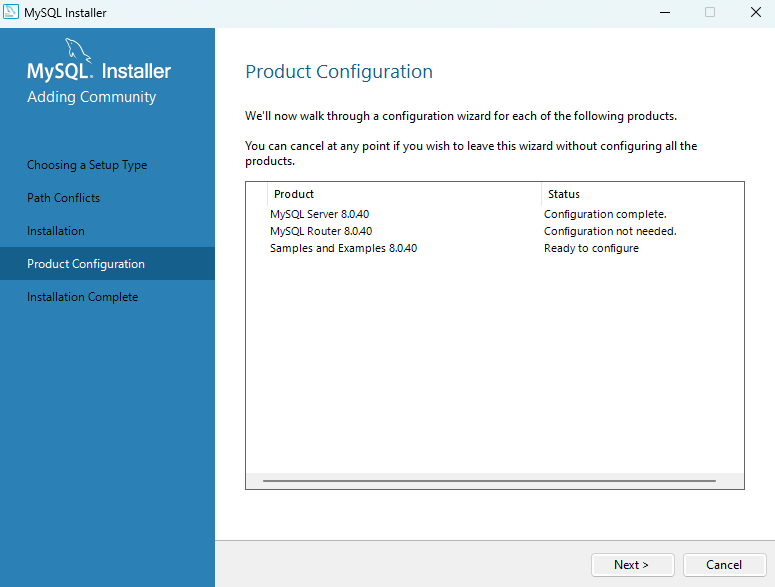 MySQL Installer
MySQL. Installer
Adding Community
Choosing a Setup Type
Path Conflicts
Installation
Product Configuration
Installation Complete
Product Configuration
We'll now walk through a configuration wizard for each of the following products.
You can cancel at any point if you wish to leave this wizard without configuring all the
products.
Product Status
MySQL Server 8.0.40 Configuration complete.
MySQL Router 8.0.40 Configuration not needed.
Samples and Examples 8.0.40 Ready to configure
Next > Cancel